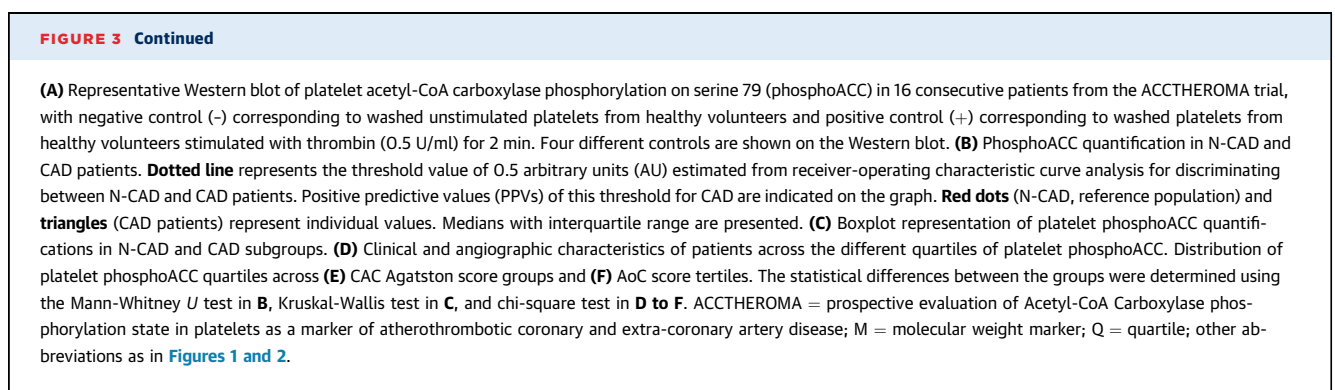 FIGURE 3 Continued
(A) Representative Western blot of platelet acetyl-CoA carboxylase phosphorylation on serine 79 (phosphoACC) in 16 consecutive patients from the ACCTHEROMA trial,
with negative control (–) corresponding to washed unstimulated platelets from healthy volunteers and positive control (+) corresponding to washed platelets from
healthy volunteers stimulated with thrombin (0.5 U/ml) for 2 min. Four different controls are shown on the Western blot. (B) PhosphoACC quantification in N-CAD and
CAD patients. Dotted line represents the threshold value of 0.5 arbitrary units (AU) estimated from receiver-operating characteristic curve analysis for discriminating
between N-CAD and CAD patients. Positive predictive values (PPVs) of this threshold for CAD are indicated on the graph. Red dots (N-CAD, reference population) and
triangles (CAD patients) represent individual values. Medians with interquartile range are presented. (C) Boxplot representation of platelet phosphoACC quantifi-
cations in N-CAD and CAD subgroups. (D) Clinical and angiographic characteristics of patients across the different quartiles of platelet phosphoACC. Distribution of
platelet phosphoACC quartiles across (E) CAC Agatston score groups and (F) AoC score tertiles. The statistical differences between the groups were determined using
the Mann-Whitney U test in B, Kruskal-Wallis test in C, and chi-square test in D to F. ACCTHEROMA = prospective evaluation of Acetyl-CoA Carboxylase phos-
phorylation state in platelets as a marker of atherothrombotic coronary and extra-coronary artery disease; M = molecular weight marker; Q = quartile; other ab-
breviations as in Figures 1 and 2.